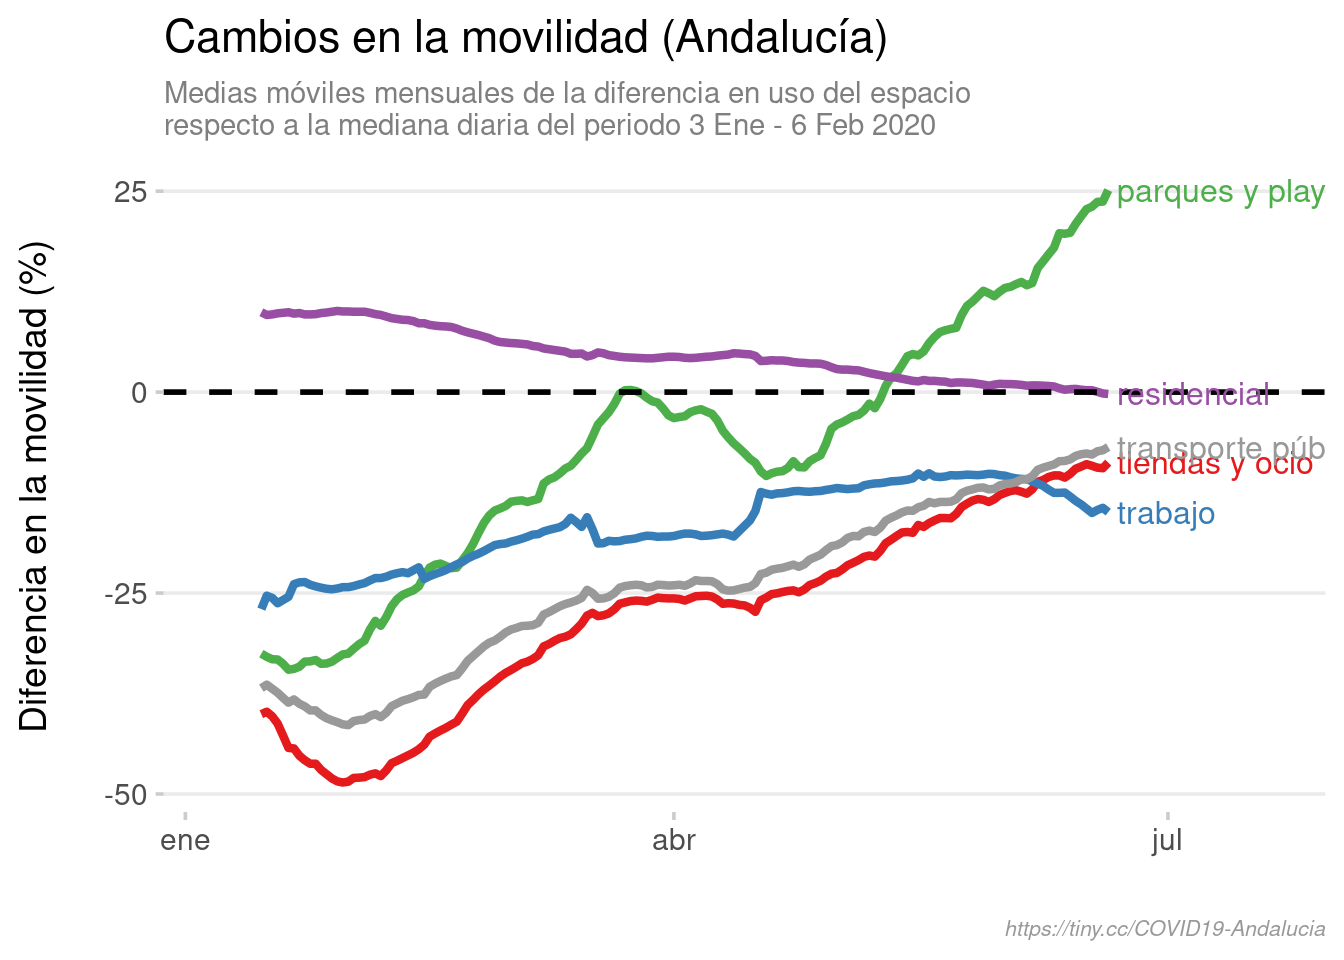 Cambios en la movilidad (Andalucía)
Medias móviles mensuales de la diferencia en uso del espacio
respecto a la mediana diaria del periodo 3 Ene - 6 Feb 2020
Diferencia en la movilidad (%)
25
0
-25
-50
parques y play
residencial
transporte púb
tiendas y ocio
trabajo
ene
abr
jul
https://tiny.cc/COVID19-Andalucia